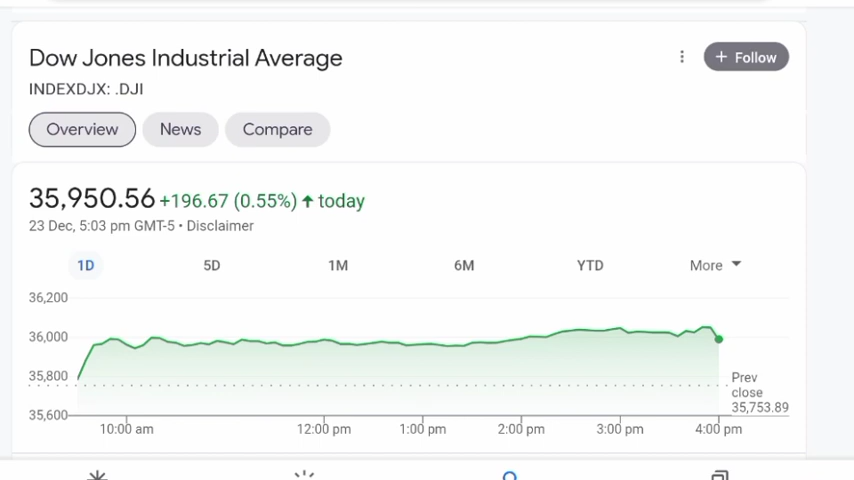 Dow Jones Industrial Average
+ Follow
INDEXDJX: .DJI
Overview News Compare
35,950.56 +196.67 (0.55%) ↑ today
23 Dec, 5:03 pm GMT-5 • Disclaimer
1D 5D 1M 6M YTD More
36,200
36,000
35,800
35,600
Prev
close
35,753.89
10:00 am 12:00 pm 1:00 pm 2:00 pm 3:00 pm 4:00 pm